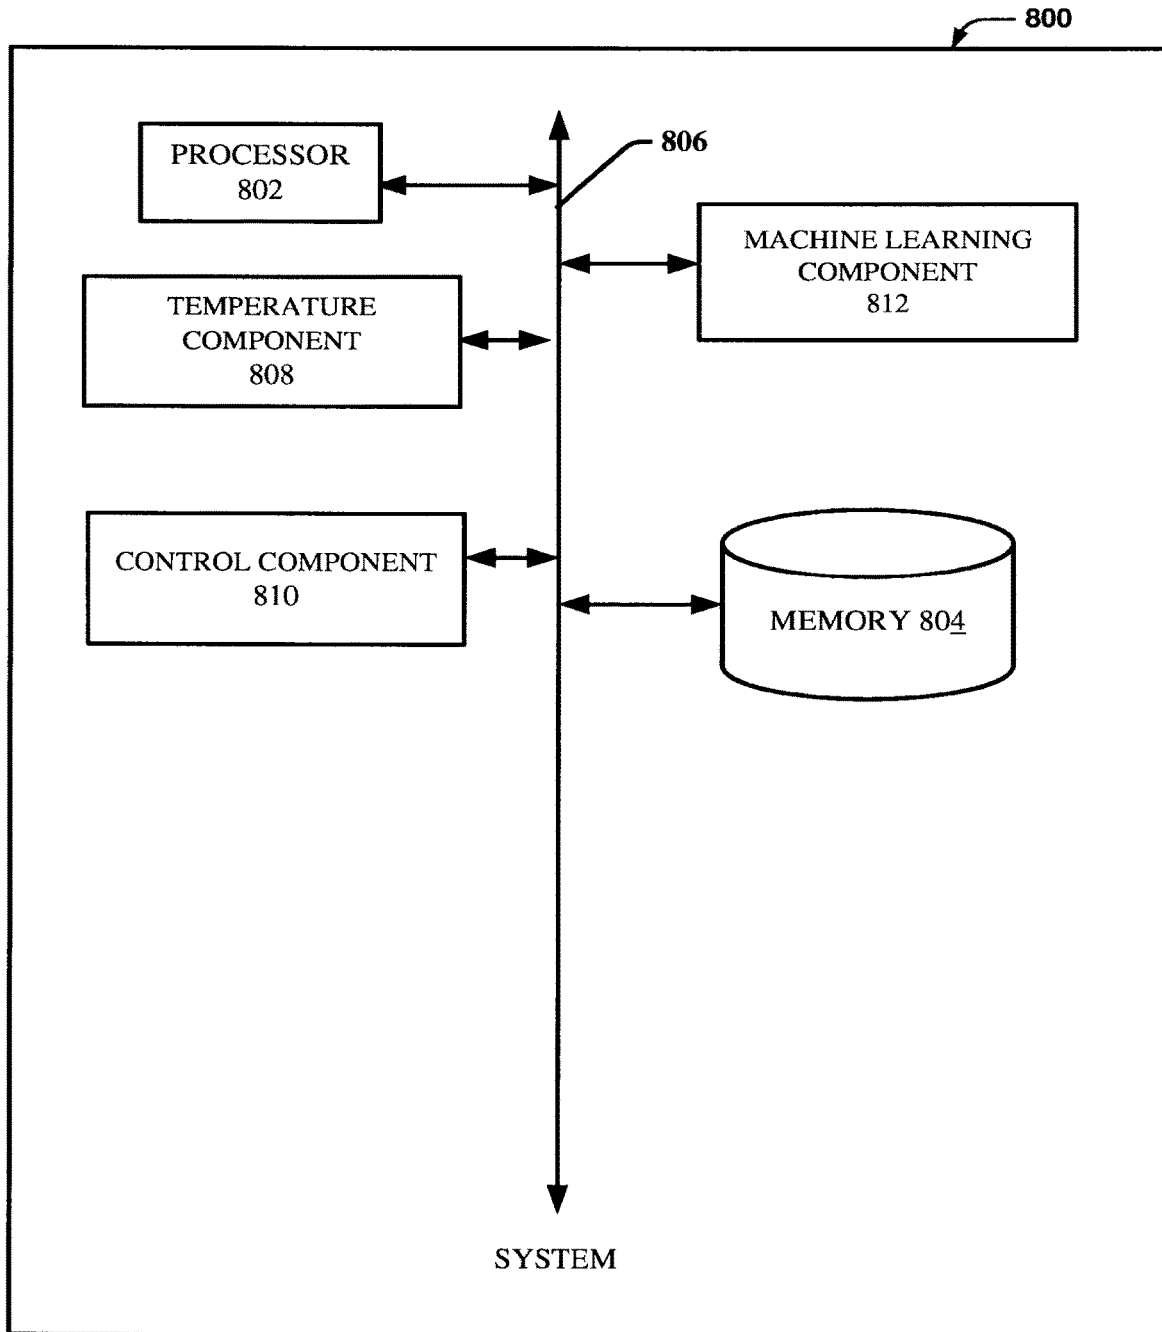 800
PROCESSOR
802
806
MACHINE LEARNING
COMPONENT
812
TEMPERATURE
COMPONENT
808
CONTROL COMPONENT
810
MEMORY 804
SYSTEM